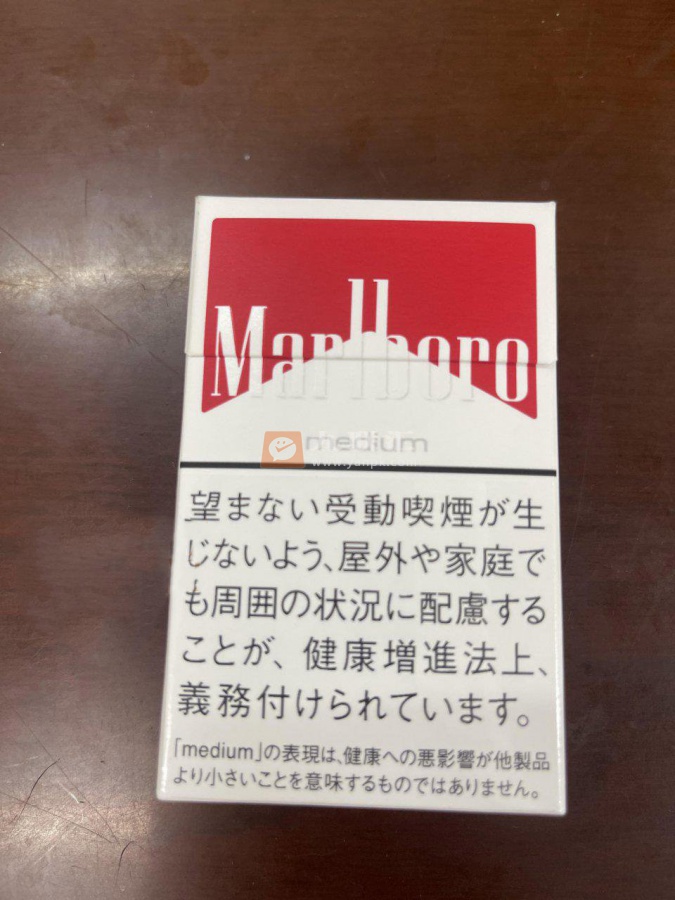 Marlboro
medium
望まない受動喫煙が生
じないよう、屋外や家庭で
も周囲の状況に配慮する
ことが、健康増進法上、
義務付けられています。
「medium」の表現は、健康への悪影響が他製品
より小さいことを意味するものではありません。